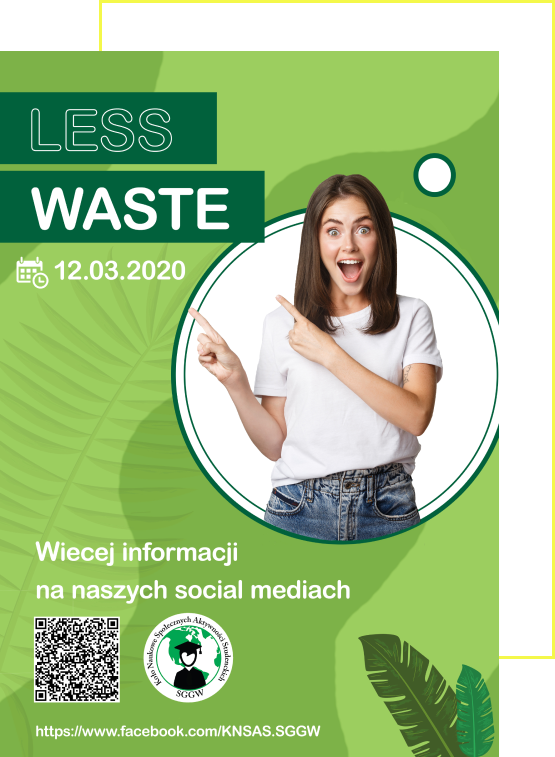 LESS
WASTE
12.03.2020
Wiecej informacji
na naszych social mediach
Koło Naukowe Społecznych Aktywności Studenckich
SGGW
https://www.facebook.com/KNSAS.SGGW